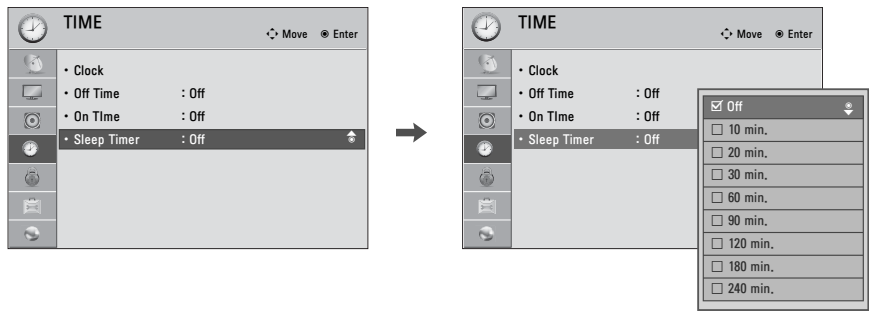 TIME
Move Enter
• Clock
• Off Time : Off
• On TIme : Off
• Sleep Timer : Off
TIME
Move Enter
• Clock
• Off Time : Off
• On TIme : Off
• Sleep Timer : Off
☑ Off
☐ 10 min.
☐ 20 min.
☐ 30 min.
☐ 60 min.
☐ 90 min.
☐ 120 min.
☐ 180 min.
☐ 240 min.